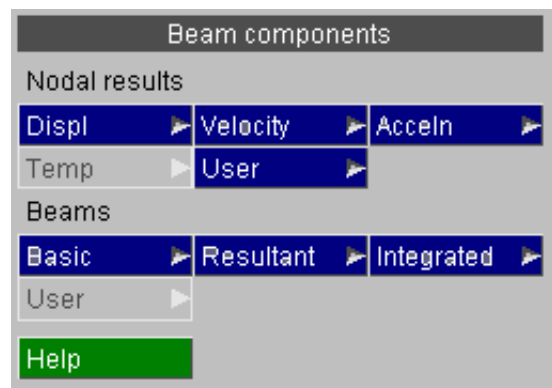 Beam components
Nodal results
Displ Velocity Acceln
Temp User
Beams
Basic Resultant Integrated
User
Help